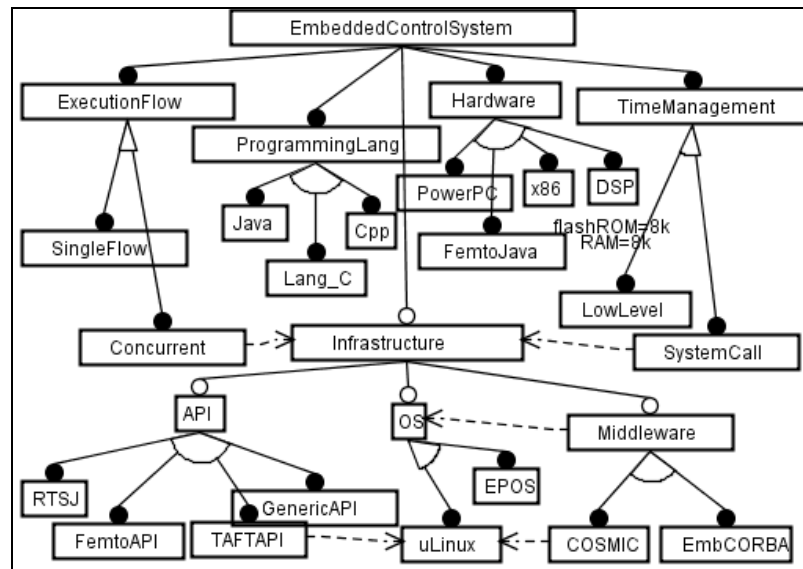 EmbeddedControlSystem
ExecutionFlow
Hardware
TimeManagement
ProgrammingLang
PowerPC
x86
DSP
Java
Cpp
flashROM=8k
RAM=8k
SingleFlow
FemtoJava
Lang_C
LowLevel
Concurrent
Infrastructure
SystemCall
API
OS
Middleware
RTSJ
GenericAPI
EPOS
FemtoAPI
TAFTAPI
uLinux
COSMIC
EmbCORBA